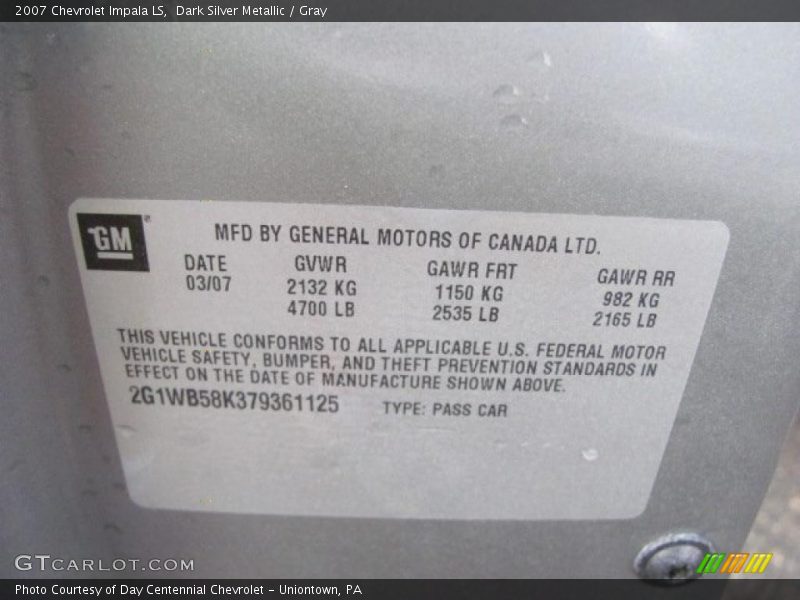 2007 Chevrolet Impala LS,  Dark Silver Metallic / Gray
GM®
MFD BY GENERAL MOTORS OF CANADA LTD.
DATE GVWR GAWR FRT GAWR RR
03/07 2132 KG 1150 KG 982 KG
4700 LB 2535 LB 2165 LB
THIS VEHICLE CONFORMS TO ALL APPLICABLE U.S. FEDERAL MOTOR
VEHICLE SAFETY, BUMPER, AND THEFT PREVENTION STANDARDS IN
EFFECT ON THE DATE OF MANUFACTURE SHOWN ABOVE.
2G1WB58K379361125 TYPE: PASS CAR
GTCARLOT.COM
Photo Courtesy of Day Centennial Chevrolet - Uniontown, PA